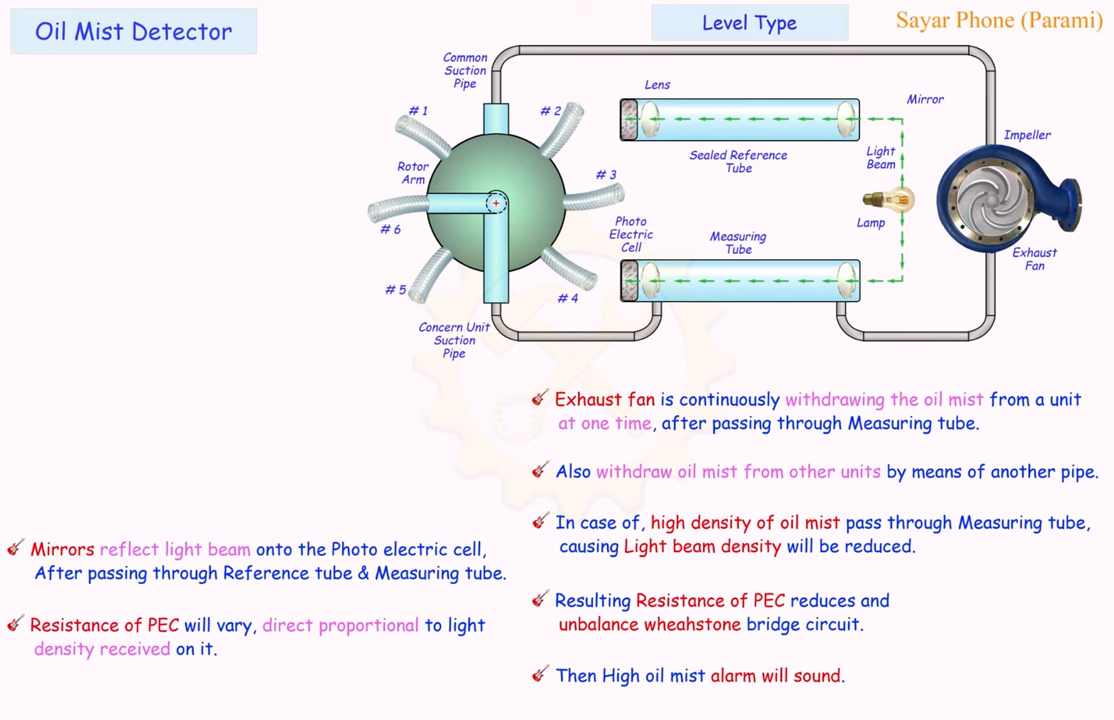 Oil Mist Detector
Level Type
Sayar Phone (Parami)
Common
Suction
Pipe
# 1
# 2
# 3
# 4
# 5
# 6
Rotor
Arm
Concern Unit
Suction
Pipe
Lens
Mirror
Sealed Reference
Tube
Light
Beam
Lamp
Photo
Electric
Cell
Measuring
Tube
Impeller
Exhaust
Fan
+
Mirrors reflect light beam onto the Photo electric cell,
After passing through Reference tube & Measuring tube.
Resistance of PEC will vary, direct proportional to light
density received on it.
Exhaust fan is continuously withdrawing the oil mist from a unit
at one time, after passing through Measuring tube.
Also withdraw oil mist from other units by means of another pipe.
In case of, high density of oil mist pass through Measuring tube,
causing Light beam density will be reduced.
Resulting Resistance of PEC reduces and
unbalance wheahstone bridge circuit.
Then High oil mist alarm will sound.